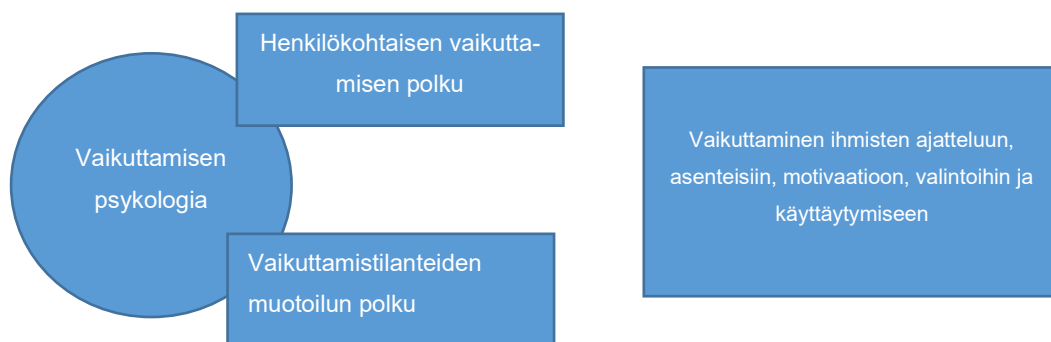 Henkilökohtaisen vaikutta-
misen polku
Vaikuttamisen
psykologia
Vaikuttamistilanteiden
muotoilun polku
Vaikuttaminen ihmisten ajatteluun,
asenteisiin, motivaatioon, valintoihin ja
käyttäytymiseen